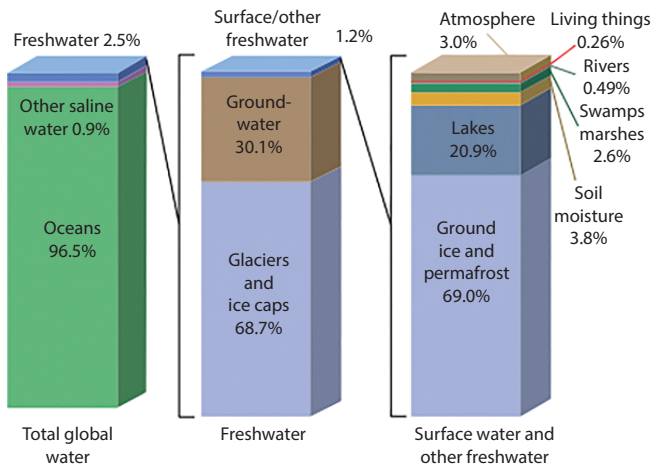 Freshwater 2.5%
Other saline
water 0.9%
Oceans
96.5%
Total global
water
Surface/other
freshwater
1.2%
Ground-
water
30.1%
Glaciers
and
ice caps
68.7%
Freshwater
Atmosphere
3.0%
Living things
0.26%
Rivers
0.49%
Swamps
marshes
2.6%
Soil
moisture
3.8%
Lakes
20.9%
Ground
ice and
permafrost
69.0%
Surface water and
other freshwater